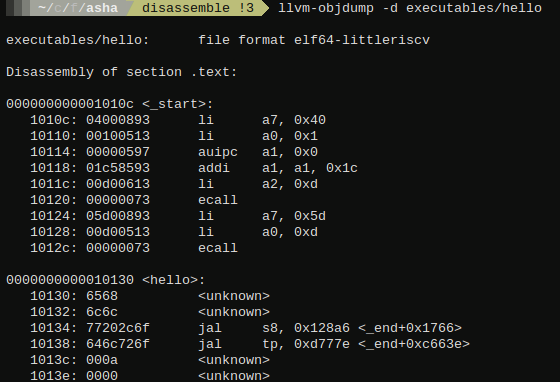 ~/c/f/asha disassemble !3 llvm-objdump -d executables/hello
executables/hello: file format elf64-littleriscv
Disassembly of section .text:
000000000001010c <_start>:
1010c: 04000893 li a7, 0x40
10110: 00100513 li a0, 0x1
10114: 00000597 auipc a1, 0x0
10118: 01c58593 addi a1, a1, 0x1c
1011c: 00d00613 li a2, 0xd
10120: 00000073 ecall
10124: 05d00893 li a7, 0x5d
10128: 00d00513 li a0, 0xd
1012c: 00000073 ecall
0000000000010130 <hello>:
10130: 6568 <unknown>
10132: 6c6c <unknown>
10134: 77202c6f jal s8, 0x128a6 <_end+0x1766>
10138: 646c726f jal tp, 0xd777e <_end+0xc663e>
1013c: 000a <unknown>
1013e: 0000 <unknown>